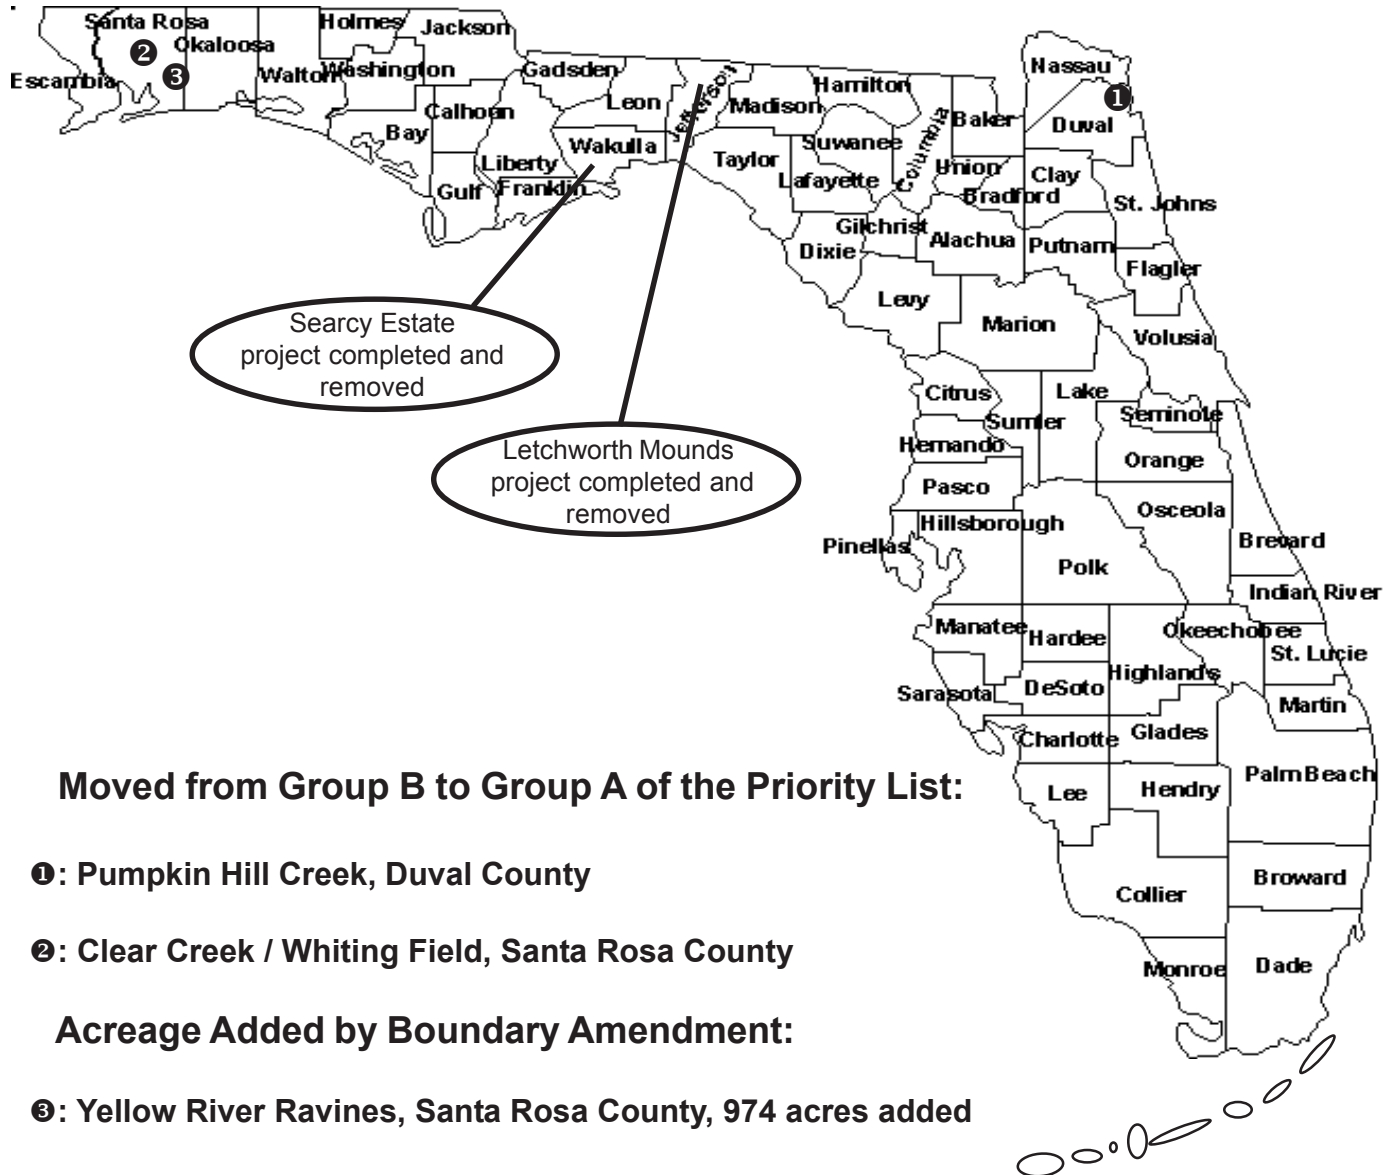 Santa Rosa
Holmes
Jackson
❷
Okaloosa
❸
Escambia
Walton
Washington
Gadsden
Nassau
Calhoun
Leon
Jefferson
Madison
Hamilton
❶
Bay
Wakulla
Suwanee
Columbia
Baker
Duval
Liberty
Taylor
Lafayette
Union
Clay
Gulf
Franklin
Bradford
St. Johns
Gilchrist
Dixie
Alachua
Putnam
Flagler
Levy
Marion
Volusia
Searcy Estate
project completed and
removed
Citrus
Lake
Sumter
Seminole
Hernando
Letchworth Mounds
project completed and
removed
Orange
Pasco
Osceola
Hillsborough
Pinellas
Brevard
Polk
Indian River
Manatee
Hardee
Okeechobee
St. Lucie
Highlands
Sarasota
DeSoto
Martin
Charlotte
Glades
Moved from Group B to Group A of the Priority List:
Palm Beach
Lee
Hendry
❶: Pumpkin Hill Creek, Duval County
Broward
Collier
❷: Clear Creek / Whiting Field, Santa Rosa County
Monroe
Dade
Acreage Added by Boundary Amendment:
❸: Yellow River Ravines, Santa Rosa County, 974 acres added